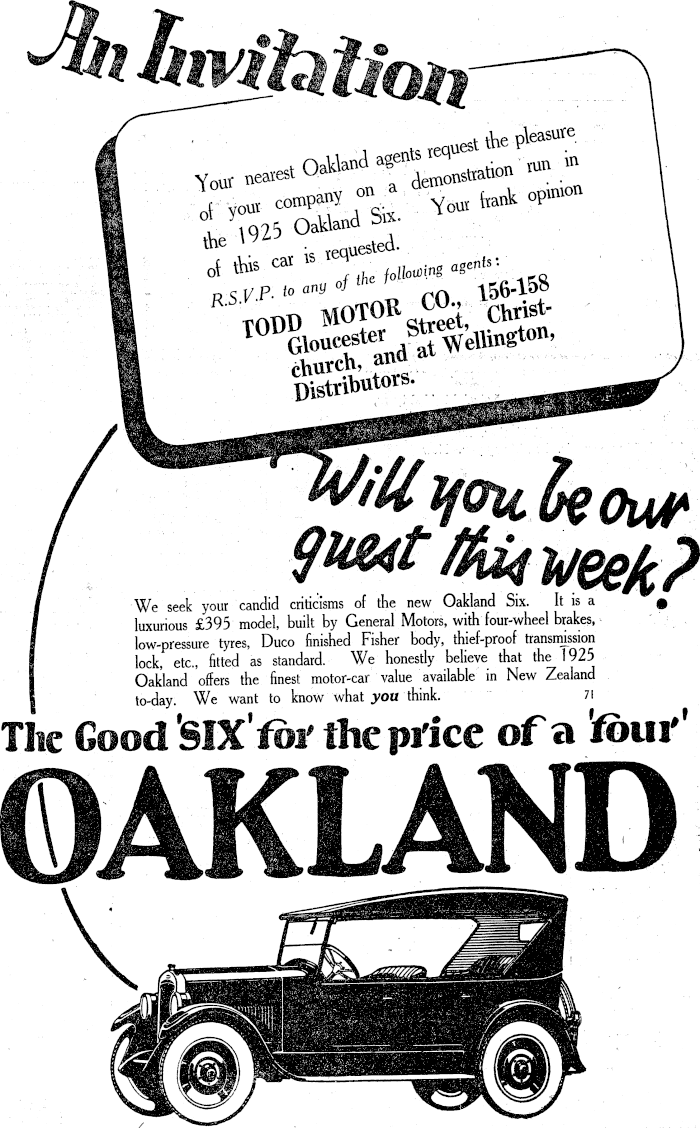 An Invitation
Your nearest Oakland agents request the pleasure
of your company on a demonstration run in
the 1925 Oakland Six. Your frank opinion
of this car is requested.
R.S.V.P. to any of the following agents:
TODD MOTOR CO., 156-158
Gloucester Street, Christ-
church, and at Wellington,
Distributors.
Will you be our
guest this week?
We seek your candid criticisms of the new Oakland Six. It is a
luxurious £395 model, built by General Motors, with four-wheel brakes,
low-pressure tyres, Duco finished Fisher body, thief-proof transmission
lock, etc., fitted as standard. We honestly believe that the 1925
Oakland offers the finest motor-car value available in New Zealand
to-day. We want to know what you think. 71
The Good 'SIX' for the price of a 'four'
OAKLAND